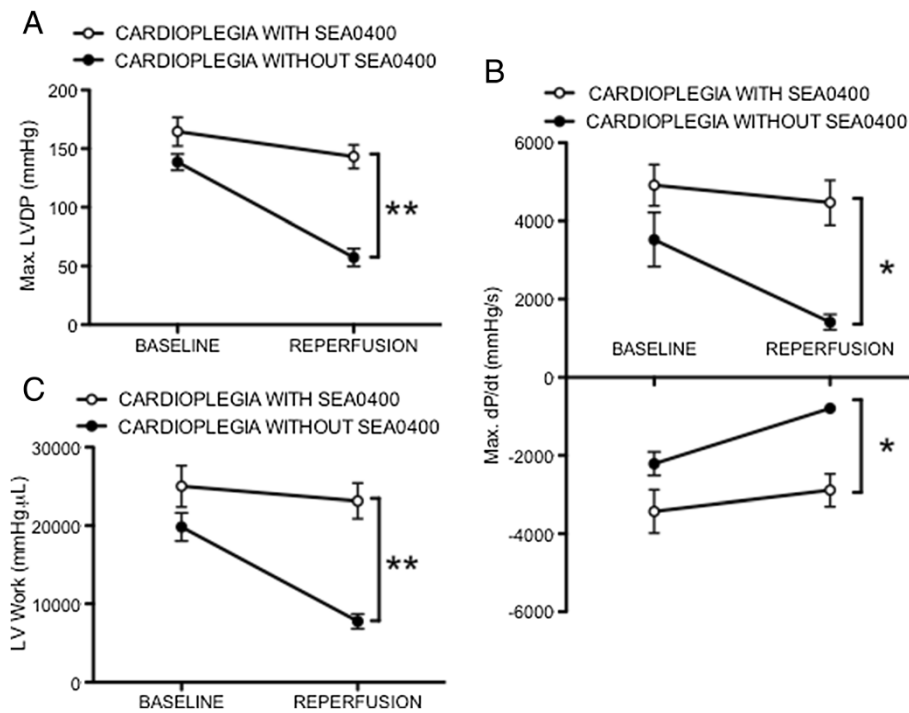 A
CARDIOPLEGIA WITH SEA0400
CARDIOPLEGIA WITHOUT SEA0400
Max. LVDP (mmHg)
200
150
100
50
0
**
BASELINE
REPERFUSION
B
CARDIOPLEGIA WITH SEA0400
CARDIOPLEGIA WITHOUT SEA0400
Max. dP/dt (mmHg/s)
6000
4000
2000
0
-2000
-4000
-6000
*
BASELINE
REPERFUSION
*
C
CARDIOPLEGIA WITH SEA0400
CARDIOPLEGIA WITHOUT SEA0400
LV Work (mmHg.µL)
30000
20000
10000
0
**
BASELINE
REPERFUSION